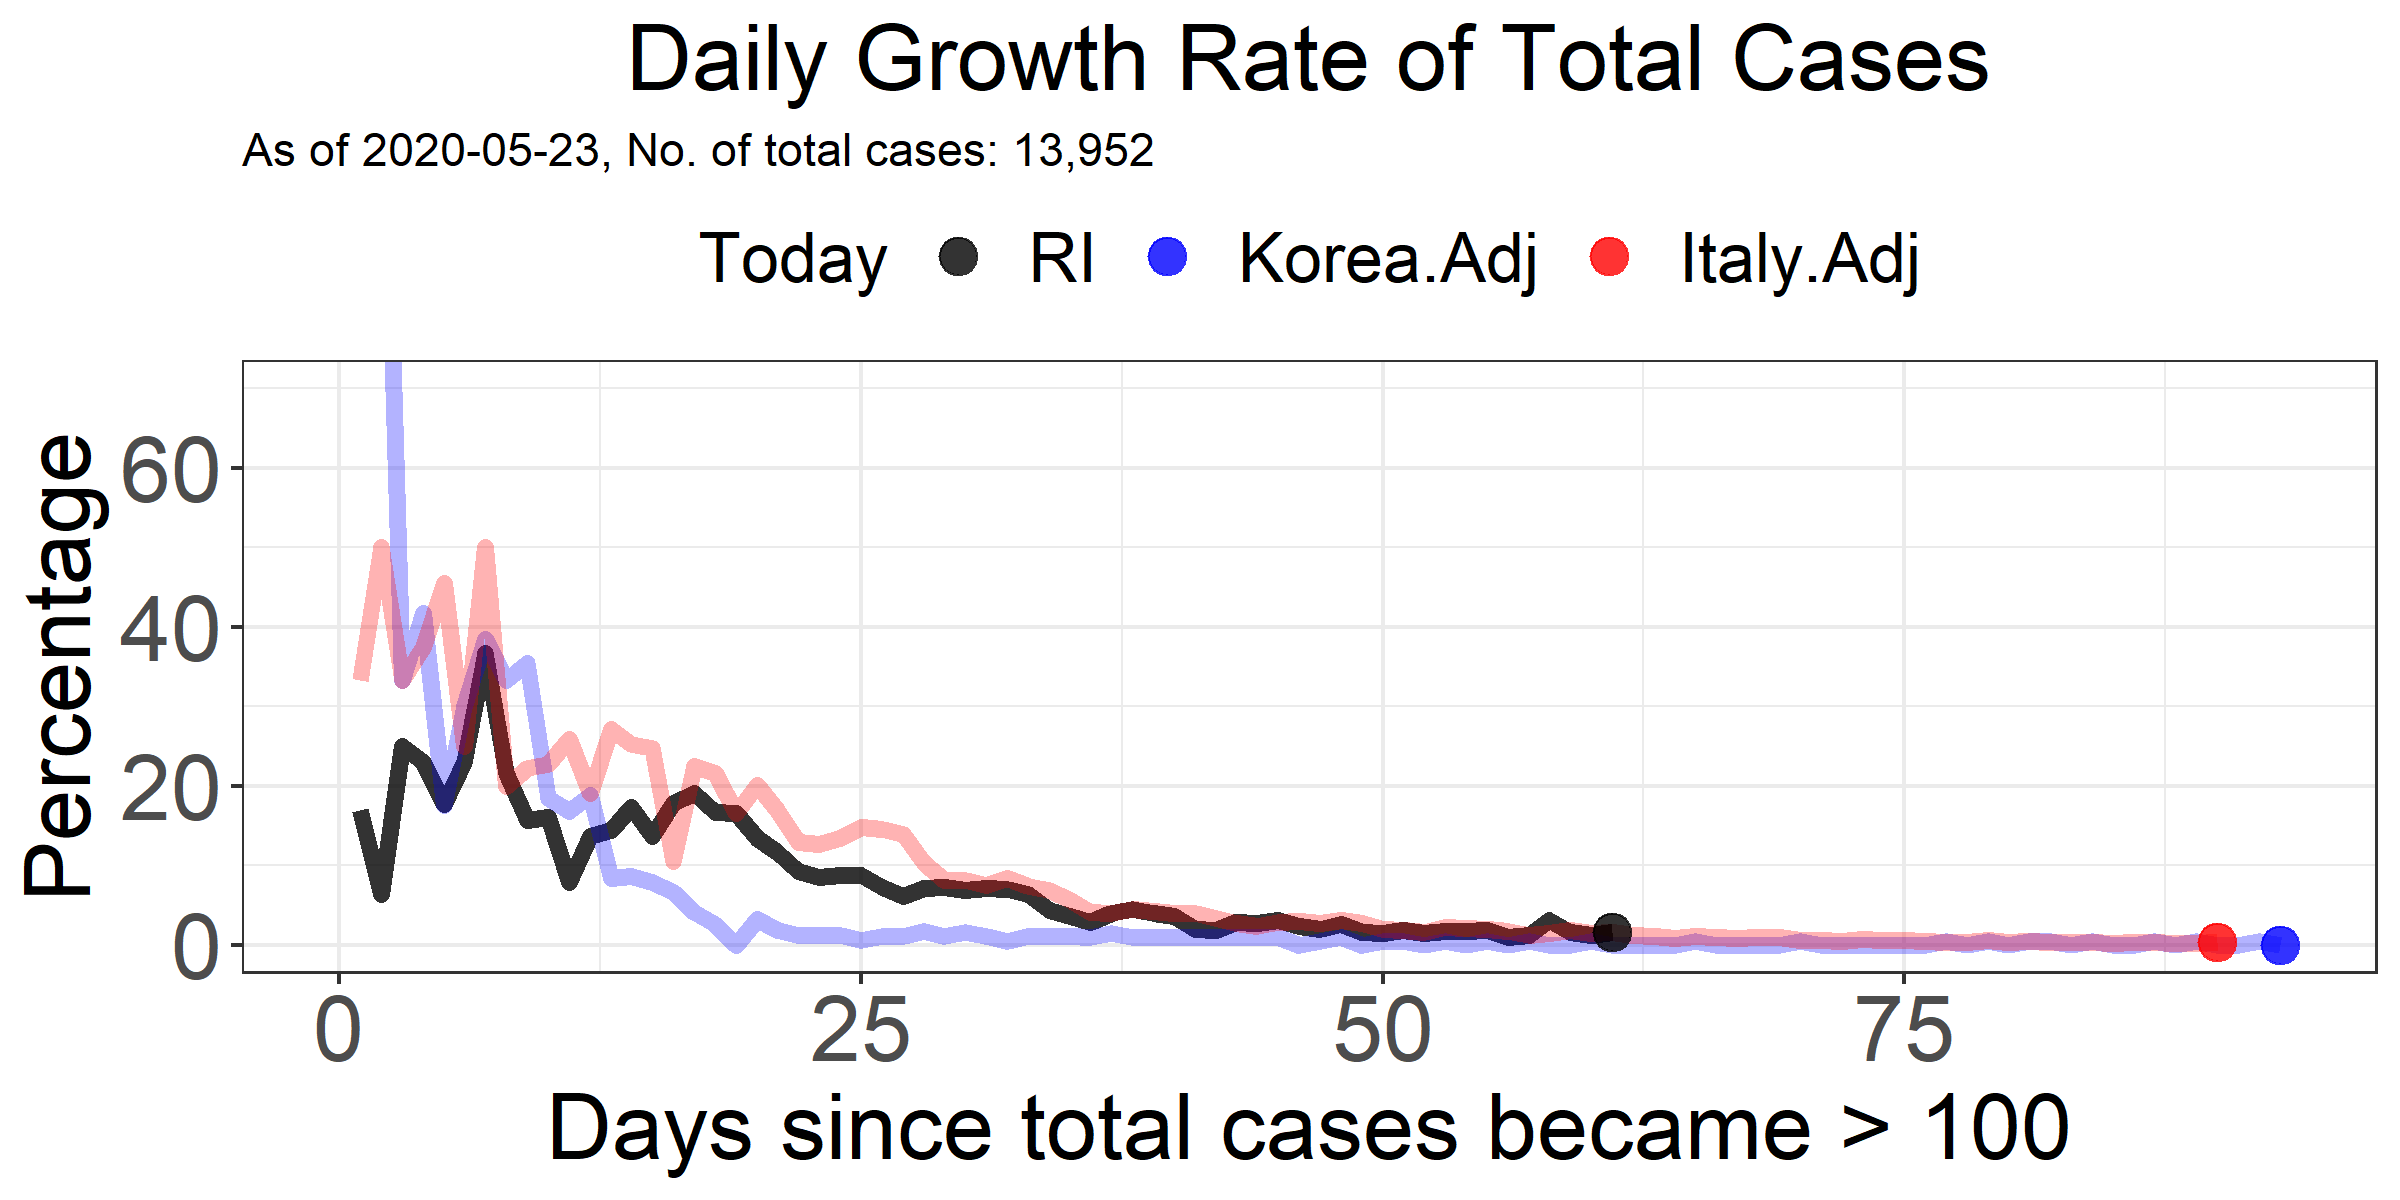 Daily Growth Rate of Total Cases
As of 2020-05-23, No. of total cases: 13,952
Today RI Korea.Adj Italy.Adj
Percentage
60
40
20
0
0 25 50 75
Days since total cases became > 100